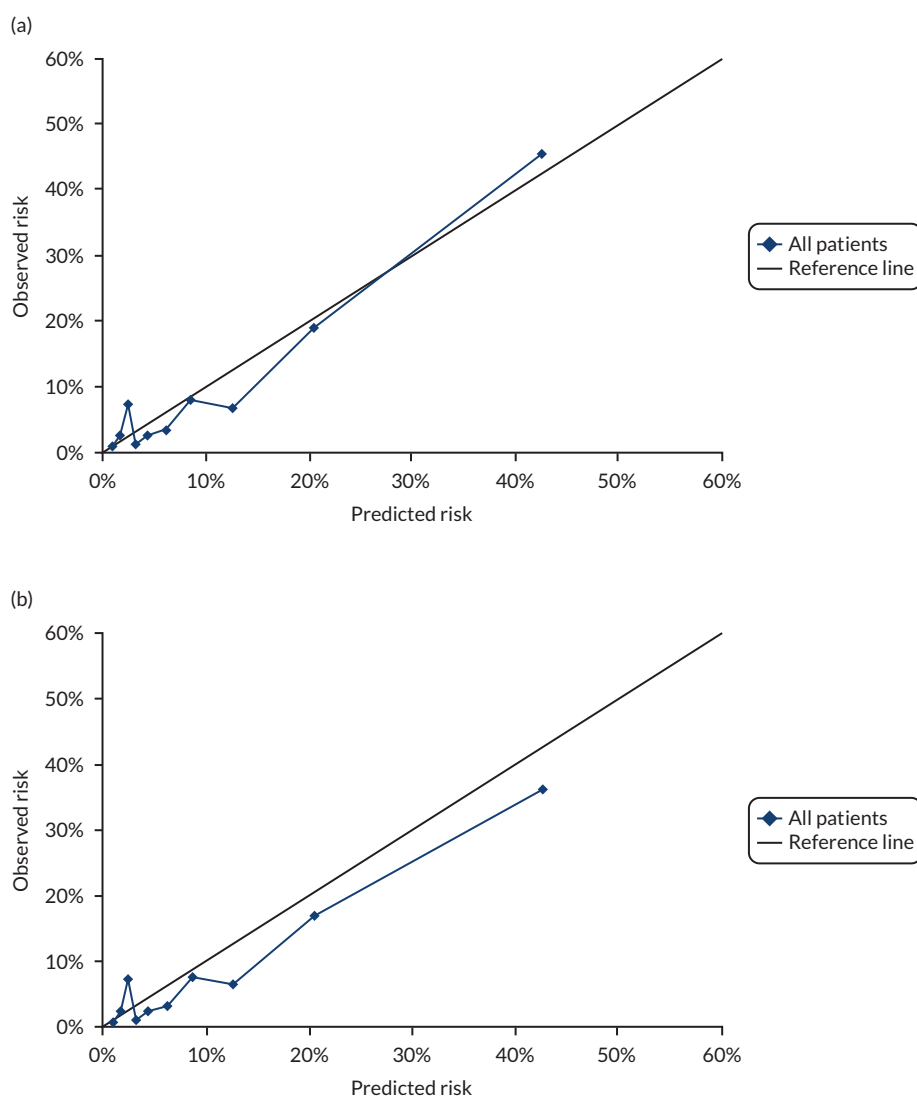 (a)
60%
50%
40%
30%
20%
10%
0%
Observed risk
0% 10% 20% 30% 40% 50% 60%
Predicted risk
All patients
Reference line
(b)
60%
50%
40%
30%
20%
10%
0%
Observed risk
0% 10% 20% 30% 40% 50% 60%
Predicted risk
All patients
Reference line